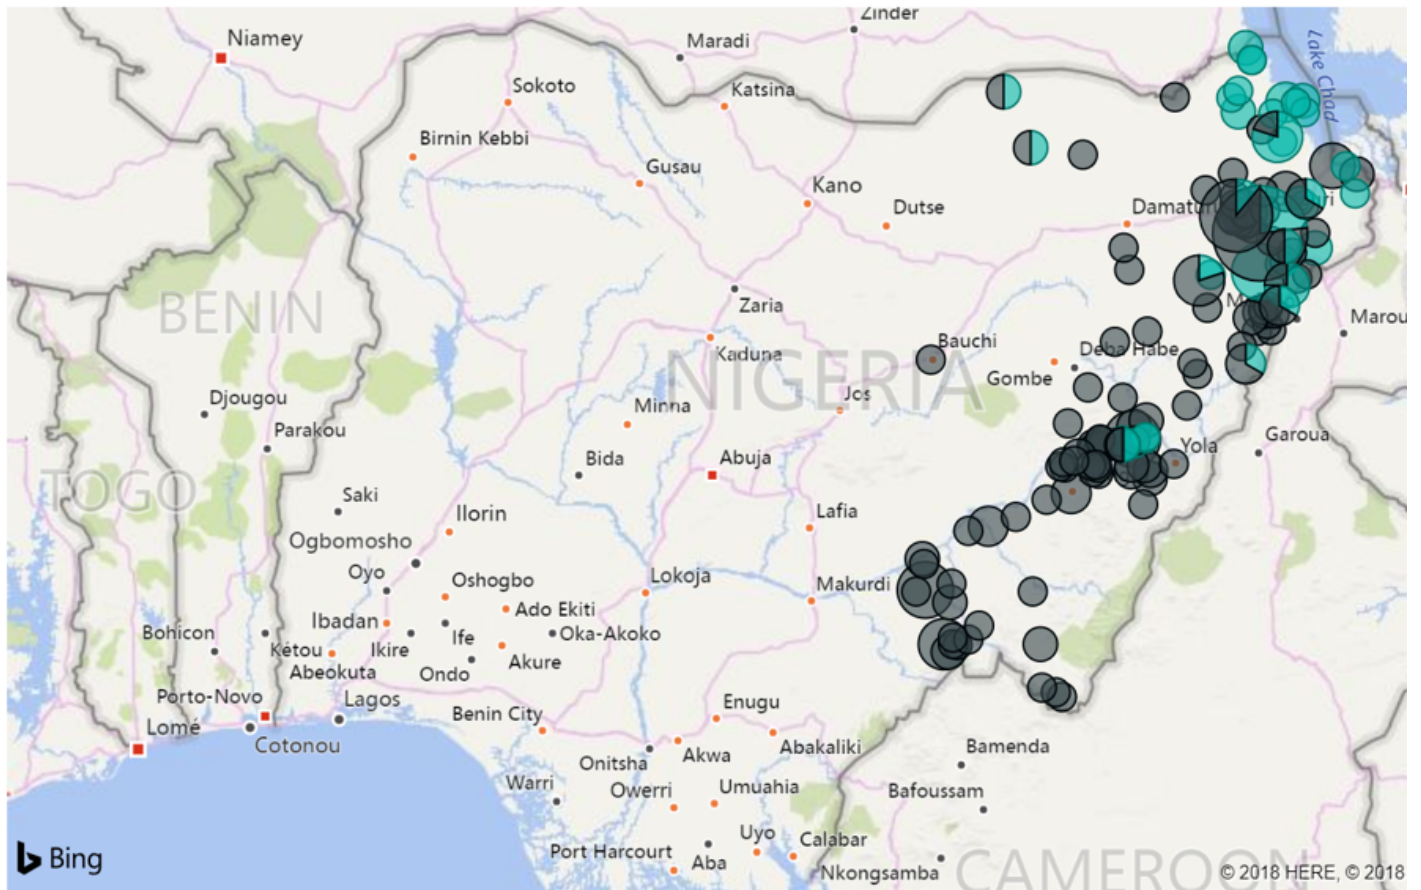 Zinder
Niamey
Maradi
Lake Chad
Sokoto
Katsina
Birnin Kebbi
Gusau
Kano
Dutse
Damatur
BENIN
Zaria
Marou
Kaduna
Bauchi
Deba Habe
NIGERIA
Gombe
Djougou
Minna
Jos
Parakou
Garoua
Yola
Bida
Abuja
TOGO
Saki
Ilorin
Lafia
Ogbomosho
Oyo
Oshogbo
Lokoja
Makurdi
Ado Ekiti
Ibadan
Bohicon
Ife
Oka-Akoko
Kétou
Ikire
Akure
Abeokuta
Ondo
Porto-Novo
Lagos
Enugu
Benin City
Lomé
Cotonou
Akwa
Abakaliki
Bamenda
Onitsha
Warri
Owerri
Umuahia
Bafoussam
Uyo
Calabar
Port Harcourt
Aba
Nkongsamba
CAMEROON
Bing
© 2018 HERE, © 2018